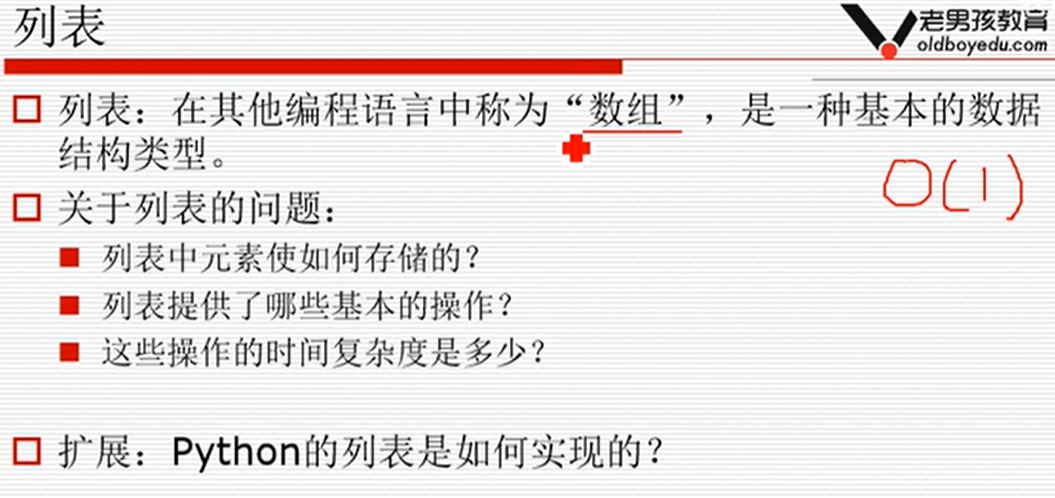 列表
老男孩教育
oldboyedu.com
列表：在其他编程语言中称为“数组”，是一种基本的数据
结构类型。
O(1)
关于列表的问题：
列表中元素使如何存储的？
列表提供了哪些基本的操作？
这些操作的时间复杂度是多少？
扩展：Python的列表是如何实现的？